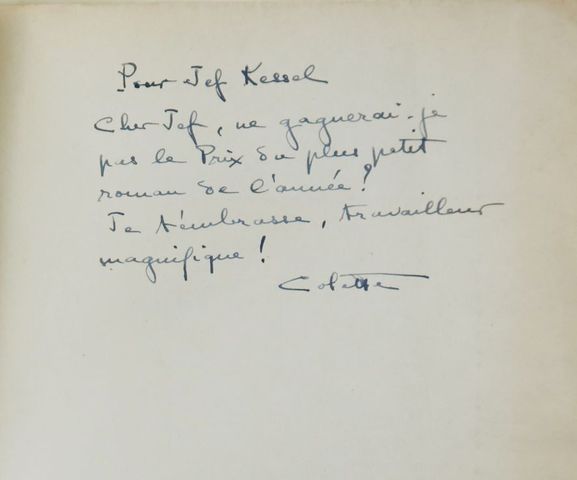 Pour Jef Kessel
Cher Jef, ne gagnerai-je
pas le Prix du plus petit
roman de l'année?
Je t'embrasse, travailleur
magnifique !
Colette